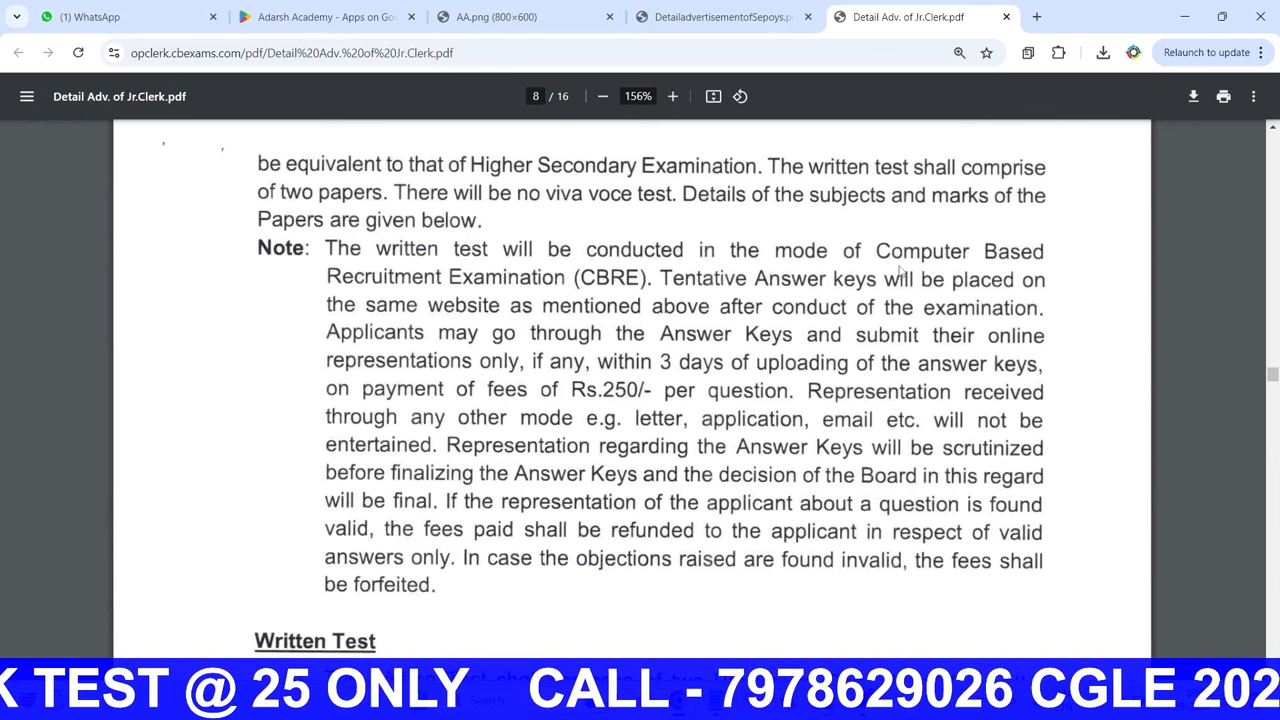 (1) WhatsApp
Adarsh Academy - Apps on Goo
AA.png (800×600)
DetailadvertisementofSepoys.p
Detail Adv. of Jr.Clerk.pdf
opclerk.cbexams.com/pdf/Detail%20Adv.%20of%20Jr.Clerk.pdf
Relaunch to update
Detail Adv. of Jr.Clerk.pdf
8 / 16
156%
be equivalent to that of Higher Secondary Examination. The written test shall comprise
of two papers. There will be no viva voce test. Details of the subjects and marks of the
Papers are given below.
Note: The written test will be conducted in the mode of Computer Based
Recruitment Examination (CBRE). Tentative Answer keys will be placed on
the same website as mentioned above after conduct of the examination.
Applicants may go through the Answer Keys and submit their online
representations only, if any, within 3 days of uploading of the answer keys,
on payment of fees of Rs.250/- per question. Representation received
through any other mode e.g. letter, application, email etc. will not be
entertained. Representation regarding the Answer Keys will be scrutinized
before finalizing the Answer Keys and the decision of the Board in this regard
will be final. If the representation of the applicant about a question is found
valid, the fees paid shall be refunded to the applicant in respect of valid
answers only. In case the objections raised are found invalid, the fees shall
be forfeited.
Written Test
K TEST @ 25 ONLY CALL - 7978629026 CGLE 202
Search